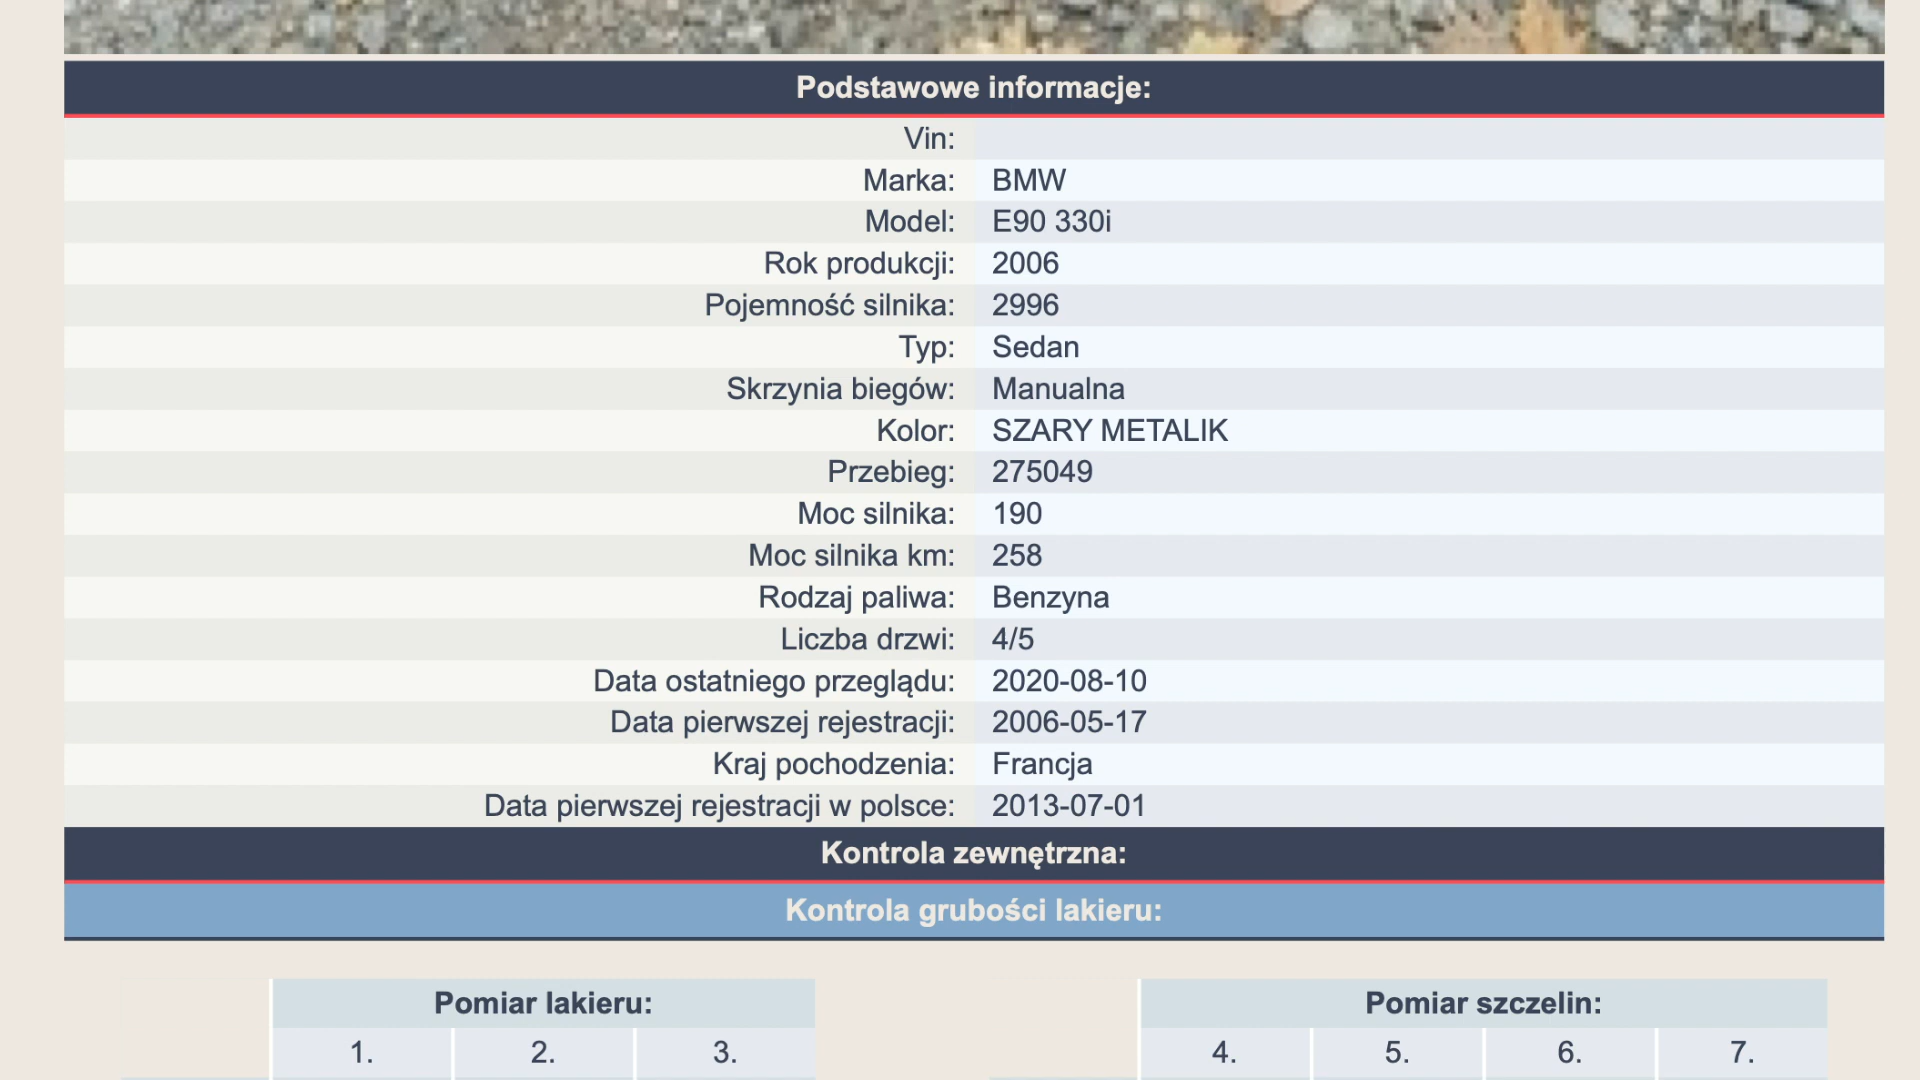 Podstawowe informacje:
Vin:
Marka: BMW
Model: E90 330i
Rok produkcji: 2006
Pojemność silnika: 2996
Typ: Sedan
Skrzynia biegów: Manualna
Kolor: SZARY METALIK
Przebieg: 275049
Moc silnika: 190
Moc silnika km: 258
Rodzaj paliwa: Benzyna
Liczba drzwi: 4/5
Data ostatniego przeglądu: 2020-08-10
Data pierwszej rejestracji: 2006-05-17
Kraj pochodzenia: Francja
Data pierwszej rejestracji w polsce: 2013-07-01
Kontrola zewnętrzna:
Kontrola grubości lakieru:
Pomiar lakieru: Pomiar szczelin:
1. 2. 3. 4. 5. 6. 7.